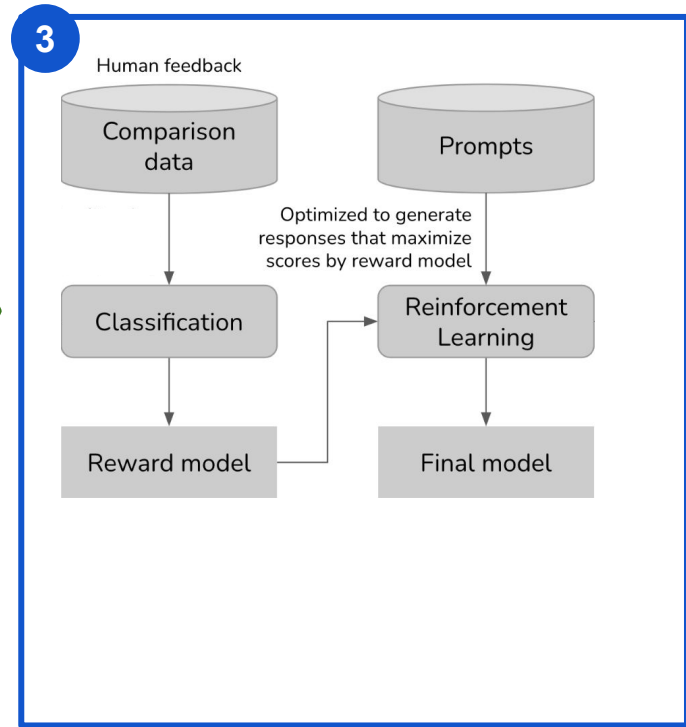 3
Human feedback
Comparison
data
Prompts
Optimized to generate
responses that maximize
scores by reward model
Classification
Reinforcement
Learning
Reward model
Final model